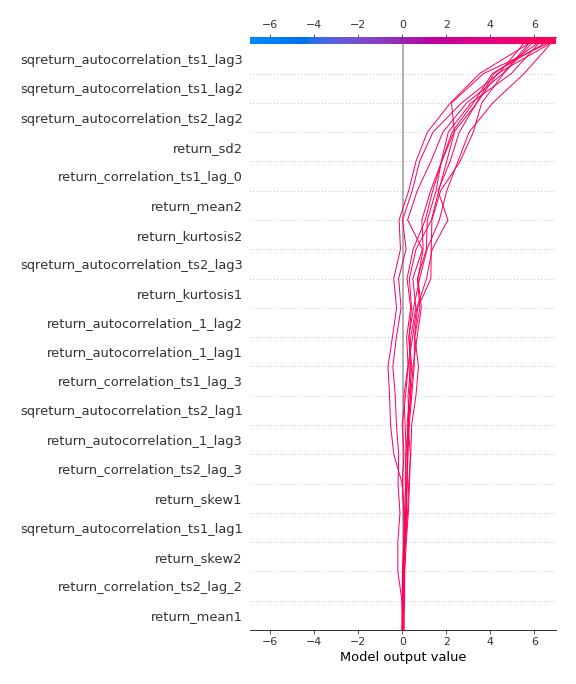 −6 −4 −2 0 2 4 6
sqreturn_autocorrelation_ts1_lag3
sqreturn_autocorrelation_ts1_lag2
sqreturn_autocorrelation_ts2_lag2
return_sd2
return_correlation_ts1_lag_0
return_mean2
return_kurtosis2
sqreturn_autocorrelation_ts2_lag3
return_kurtosis1
return_autocorrelation_1_lag2
return_autocorrelation_1_lag1
return_correlation_ts1_lag_3
sqreturn_autocorrelation_ts2_lag1
return_autocorrelation_1_lag3
return_correlation_ts2_lag_3
return_skew1
sqreturn_autocorrelation_ts1_lag1
return_skew2
return_correlation_ts2_lag_2
return_mean1
−6 −4 −2 0 2 4 6
Model output value